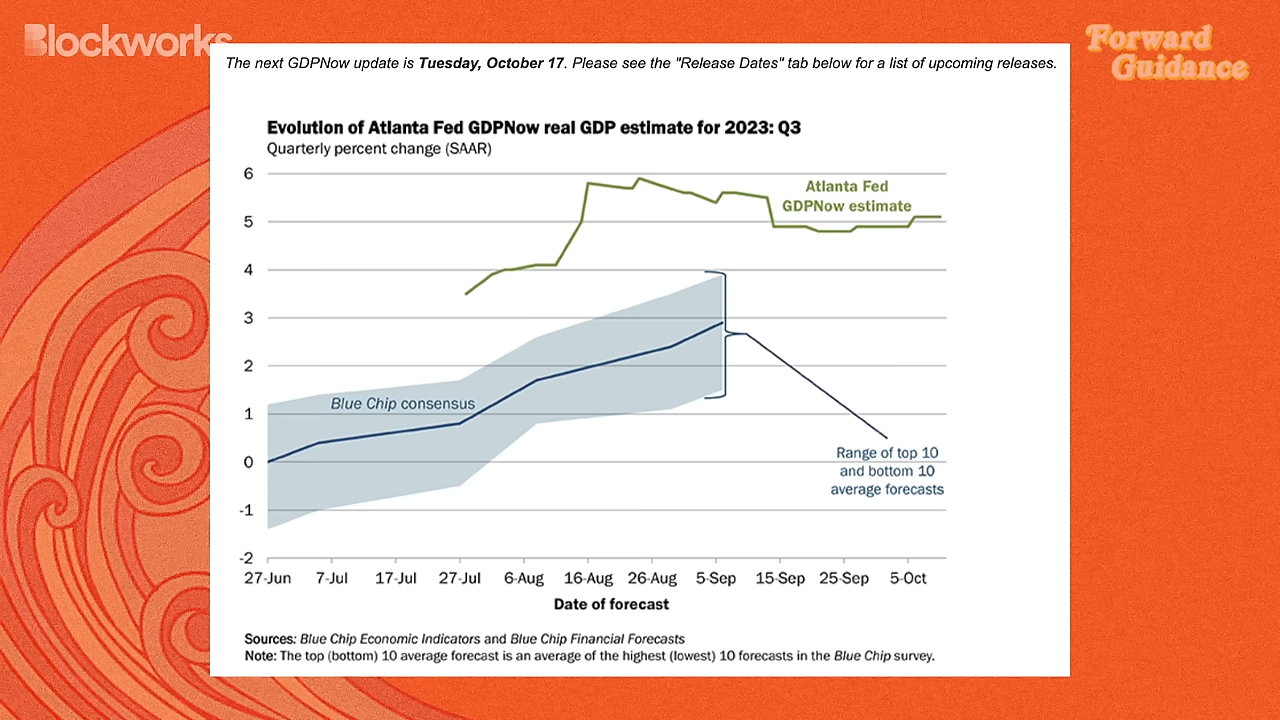 Blockworks
Forward
Guidance
The next GDPNow update is Tuesday, October 17. Please see the "Release Dates" tab below for a list of upcoming releases.
Evolution of Atlanta Fed GDPNow real GDP estimate for 2023: Q3
Quarterly percent change (SAAR)
6
5
4
3
2
1
0
-1
-2
Atlanta Fed
GDPNow estimate
Blue Chip consensus
Range of top 10
and bottom 10
average forecasts
27-Jun 7-Jul 17-Jul 27-Jul 6-Aug 16-Aug 26-Aug 5-Sep 15-Sep 25-Sep 5-Oct
Date of forecast
Sources: Blue Chip Economic Indicators and Blue Chip Financial Forecasts
Note: The top (bottom) 10 average forecast is an average of the highest (lowest) 10 forecasts in the Blue Chip survey.